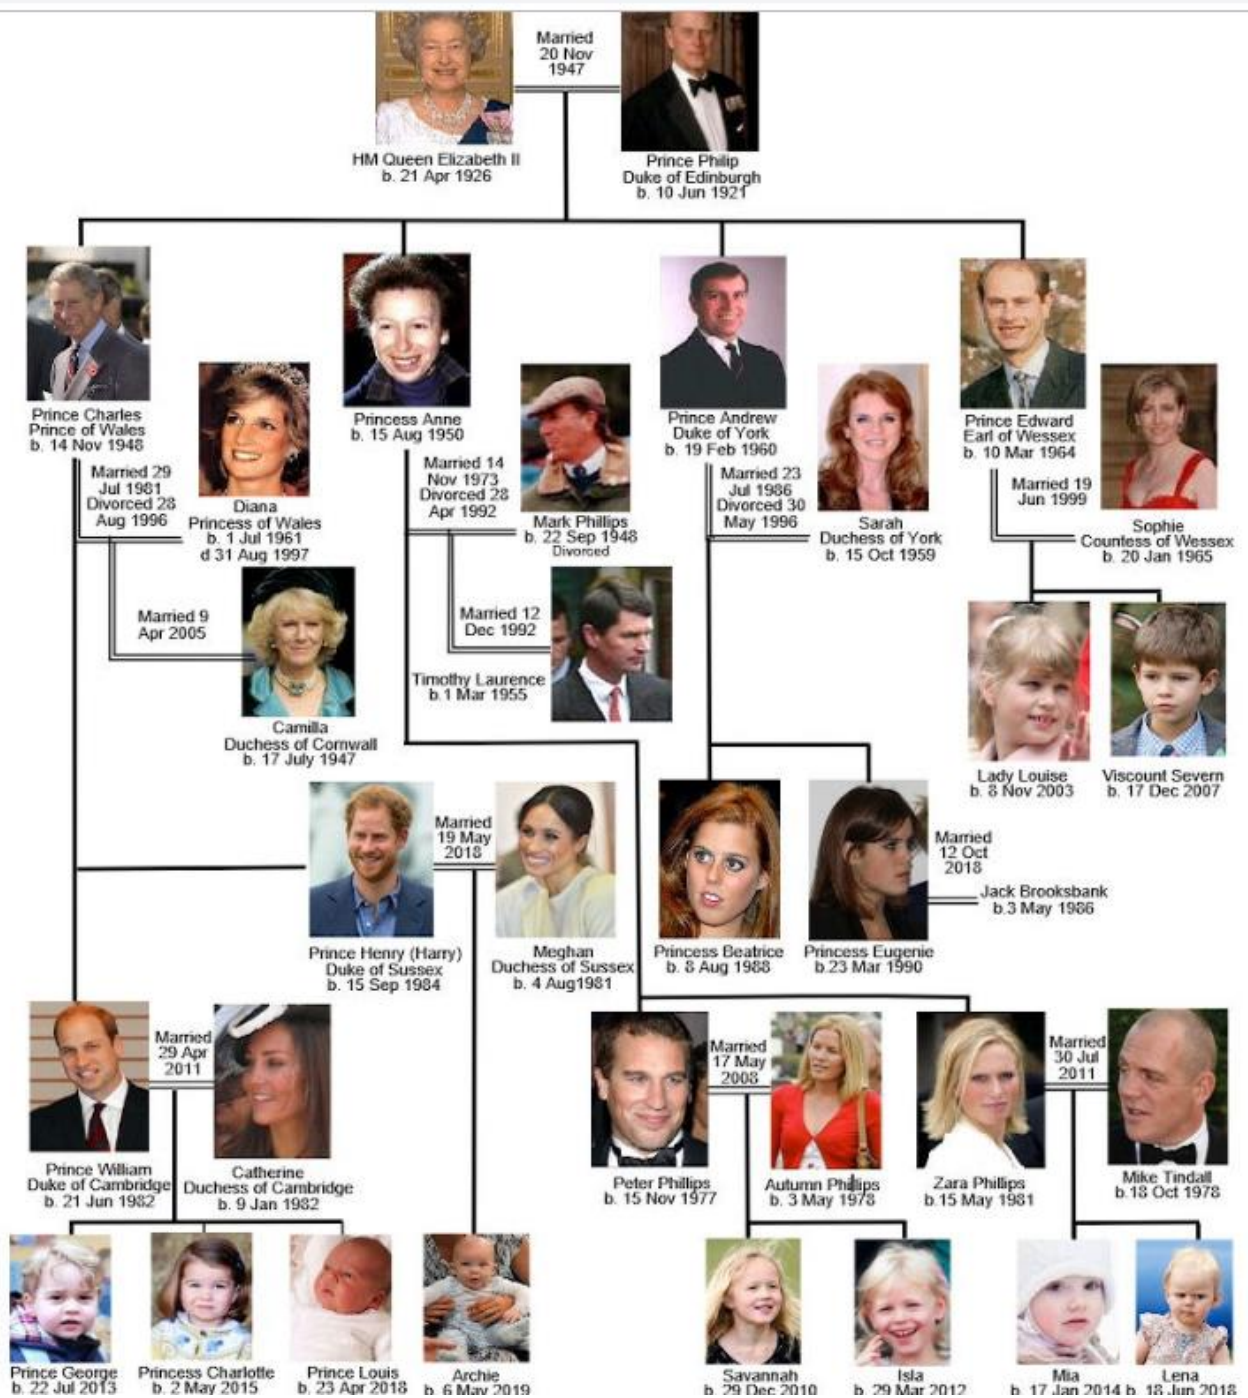 Married
20 Nov
1947
HM Queen Elizabeth II
b. 21 Apr 1926
Prince Philip
Duke of Edinburgh
b. 10 Jun 1921
Prince Charles
Prince of Wales
b. 14 Nov 1948
Married 29
Jul 1981
Divorced 28
Aug 1996
Diana
Princess of Wales
b. 1 Jul 1961
d 31 Aug 1997
Married 9
Apr 2005
Camilla
Duchess of Cornwall
b. 17 July 1947
Princess Anne
b. 15 Aug 1950
Married 14
Nov 1973
Divorced 28
Apr 1992
Mark Phillips
b. 22 Sep 1948
Divorced
Married 12
Dec 1992
Timothy Laurence
b.1 Mar 1955
Prince Andrew
Duke of York
b. 19 Feb 1960
Married 23
Jul 1986
Divorced 30
May 1996
Sarah
Duchess of York
b. 15 Oct 1959
Prince Edward
Earl of Wessex
b. 10 Mar 1964
Married 19
Jun 1999
Sophie
Countess of Wessex
b. 20 Jan 1965
Lady Louise
b. 8 Nov 2003
Viscount Severn
b. 17 Dec 2007
Married
19 May
2018
Prince Henry (Harry)
Duke of Sussex
b. 15 Sep 1984
Meghan
Duchess of Sussex
b. 4 Aug1981
Princess Beatrice
b. 8 Aug 1988
Princess Eugenie
b.23 Mar 1990
Married
12 Oct
2018
Jack Brooksbank
b.3 May 1986
Married
29 Apr
2011
Prince William
Duke of Cambridge
b. 21 Jun 1982
Catherine
Duchess of Cambridge
b. 9 Jan 1982
Married
17 May
2008
Peter Phillips
b. 15 Nov 1977
Autumn Phillips
b. 3 May 1978
Zara Phillips
b.15 May 1981
Married
30 Jul
2011
Mike Tindall
b.18 Oct 1978
Prince George
b. 22 Jul 2013
Princess Charlotte
b. 2 May 2015
Prince Louis
b. 23 Apr 2018
Archie
b. 6 May 2019
Savannah
b. 29 Dec 2010
Isla
b. 29 Mar 2012
Mia
b. 17 Jan 2014
Lena
b. 18 Jun 2018